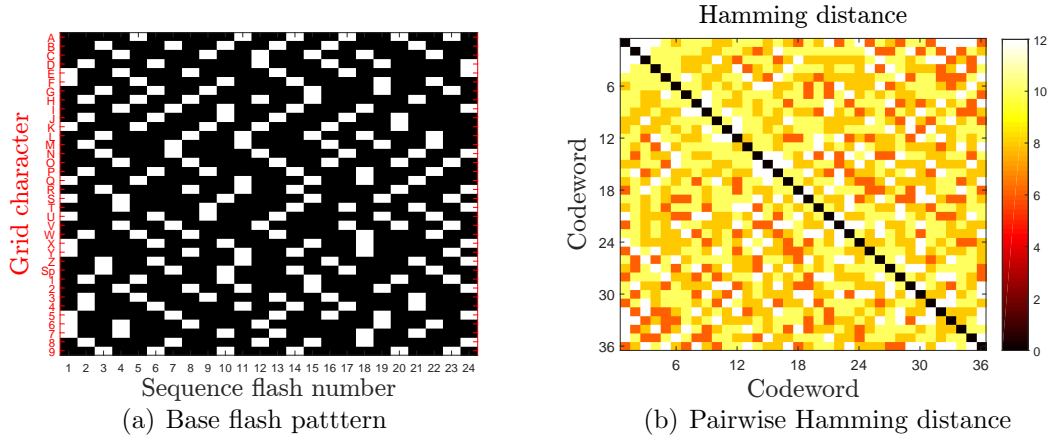 Grid character
A
B
C
D
E
F
G
H
I
J
K
L
M
N
O
P
Q
R
S
T
U
V
W
X
Y
Z
Sp
1
2
3
4
5
6
7
8
9
1 2 3 4 5 6 7 8 9 10 11 12 13 14 15 16 17 18 19 20 21 22 23 24
Sequence flash number
(a) Base flash patttern
Hamming distance
Codeword
6
12
18
24
30
36
6 12 18 24 30 36
Codeword
12
10
8
6
4
2
0
(b) Pairwise Hamming distance